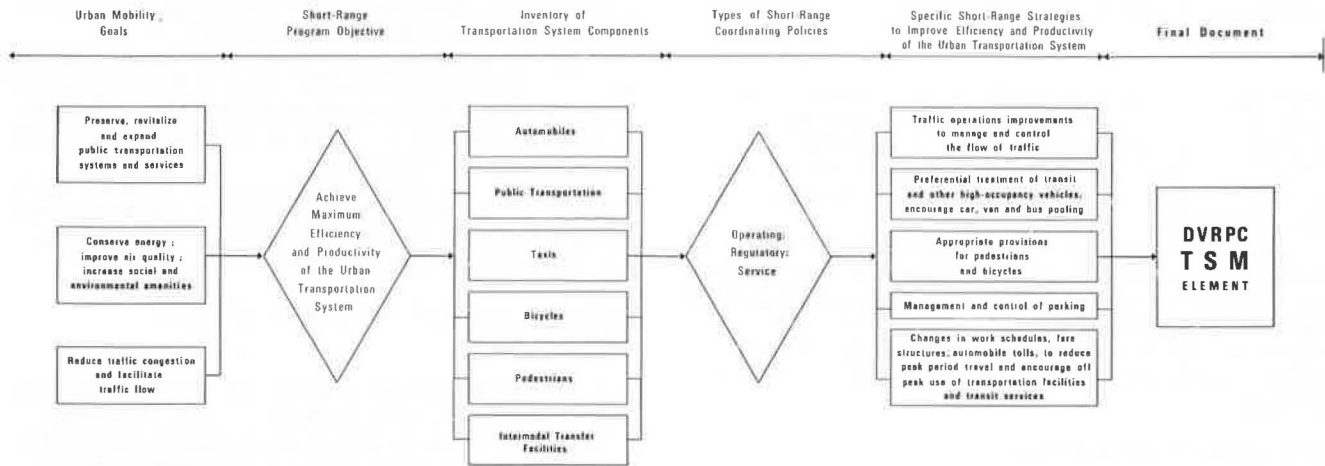 Urban Mobility
Goals
Short-Range
Program Objective
Inventory of
Transportation System Components
Types of Short-Range
Coordinating Policies
Specific Short-Range Strategies
to Improve Efficiency and Productivity
of the Urban Transportation System
Final Document
Preserve, revitalize
and expand
public transportation
systems and services
Conserve energy;
improve air quality;
increase social and
environmental amenities
Reduce traffic congestion
and facilitate
traffic flow
Achieve
Maximum
Efficiency
and Productivity
of the Urban
Transportation
System
Automobiles
Public Transportation
Taxis
Bicycles
Pedestrians
Intermodal Transfer
Facilities
Operating;
Regulatory;
Service
Traffic operations improvements
to manage and control
the flow of traffic
Preferential treatment of transit
and other high-occupancy vehicles;
encourage car, van and bus pooling
Appropriate provisions
for pedestrians
and bicycles
Management and control of parking
Changes in work schedules, fare
structures, automobile tolls, to reduce
peak period travel and encourage off
peak use of transportation facilities
and transit services
DVRPC
TSM
ELEMENT